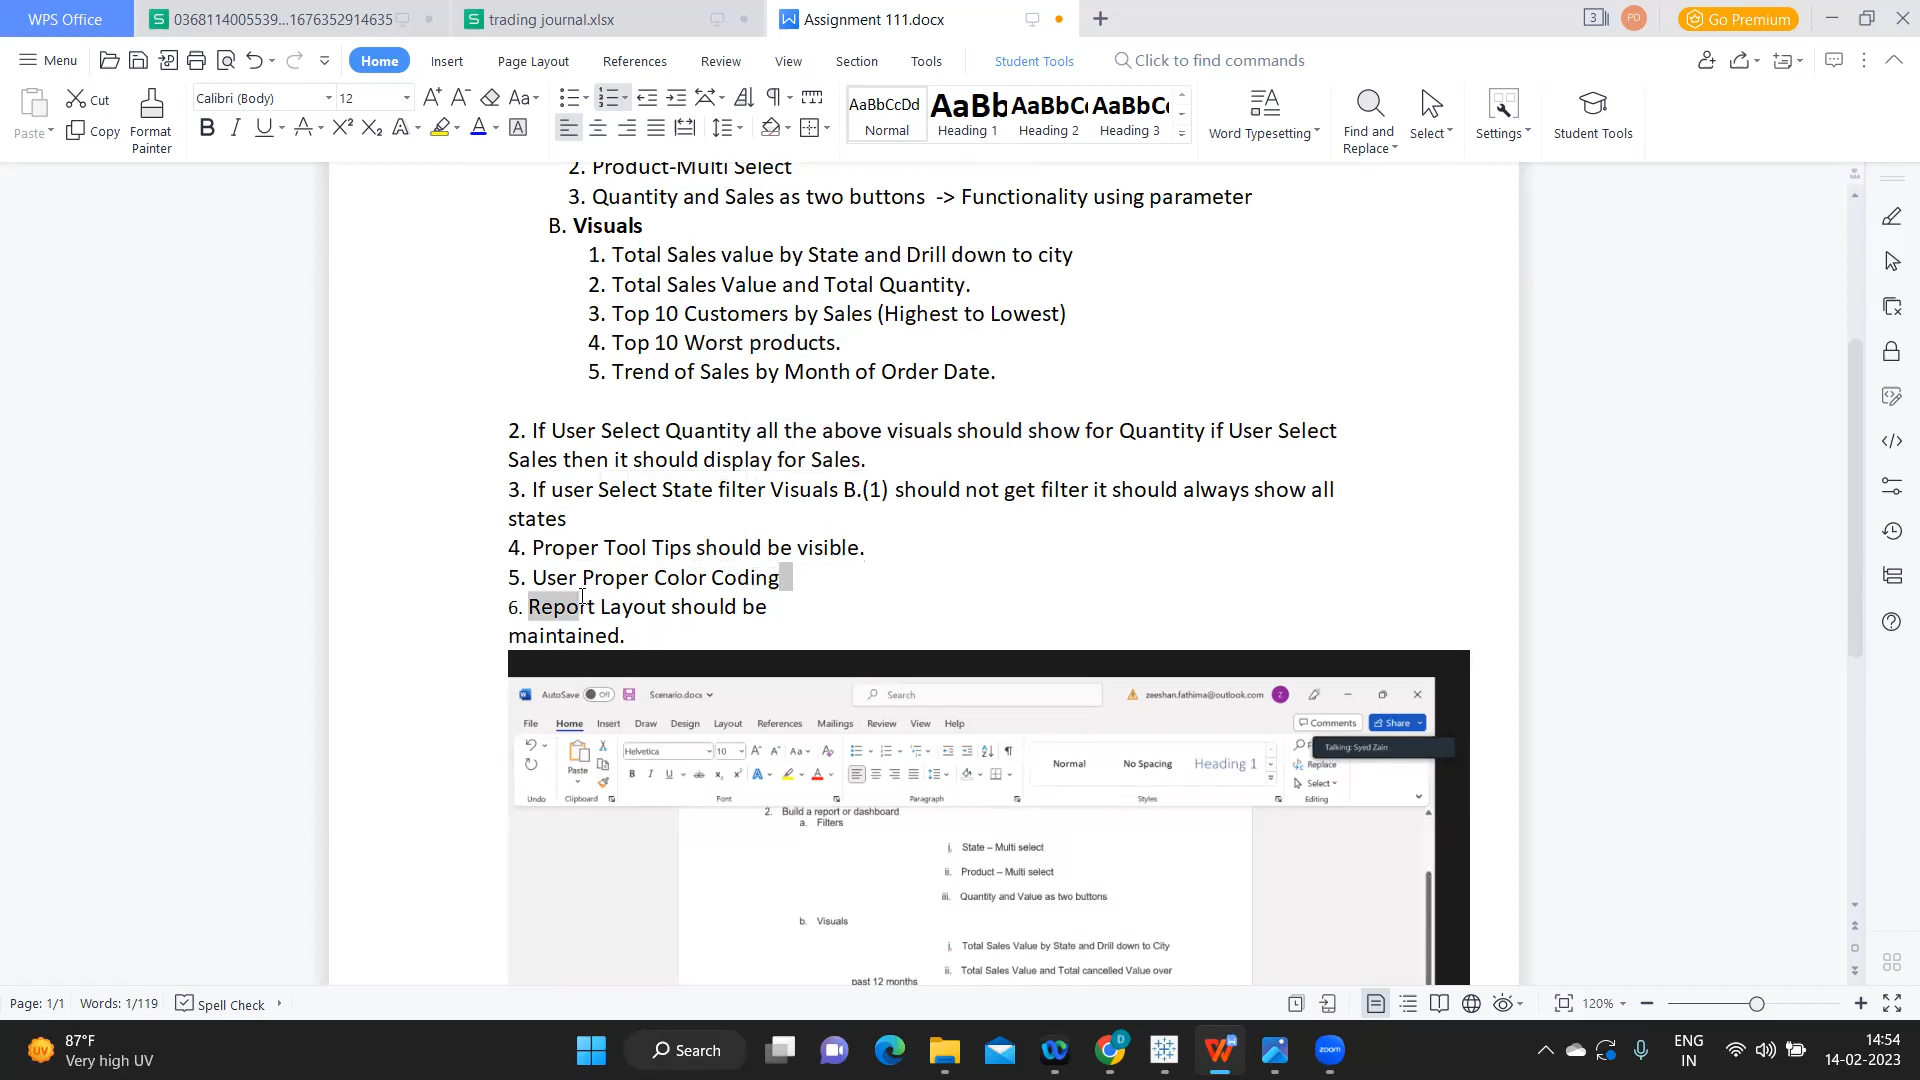 WPS Office
0368114005539...1676352914635
trading journal.xlsx
Assignment 111.docx
3
PD
Go Premium
Menu
Home
Insert
Page Layout
References
Review
View
Section
Tools
Student Tools
Click to find commands
Paste
Cut
Copy
Format Painter
Calibri (Body)
12
AaBbCcDd
Normal
AaBb
Heading 1
AaBbC
Heading 2
AaBbC
Heading 3
Word Typesetting
Find and Replace
Select
Settings
Student Tools
2. Product-Multi Select
3. Quantity and Sales as two buttons -> Functionality using parameter
B. Visuals
1. Total Sales value by State and Drill down to city
2. Total Sales Value and Total Quantity.
3. Top 10 Customers by Sales (Highest to Lowest)
4. Top 10 Worst products.
5. Trend of Sales by Month of Order Date.
2. If User Select Quantity all the above visuals should show for Quantity if User Select
Sales then it should display for Sales.
3. If user Select State filter Visuals B.(1) should not get filter it should always show all
states
4. Proper Tool Tips should be visible.
5. User Proper Color Coding
6. Report Layout should be
maintained.
AutoSave Off
Scenario.docx
Search
zeeshan.fathima@outlook.com
Z
File
Home
Insert
Draw
Design
Layout
References
Mailings
Review
View
Help
Comments
Share
Talking: Syed Zain
Paste
Helvetica
10
Normal
No Spacing
Heading 1
Replace
Select
Undo
Clipboard
Font
Paragraph
Styles
Editing
2. Build a report or dashboard
a. Filters
i. State – Multi select
ii. Product – Multi select
iii. Quantity and Value as two buttons
b. Visuals
i. Total Sales Value by State and Drill down to City
ii. Total Sales Value and Total cancelled Value over
past 12 months
Page: 1/1
Words: 1/119
Spell Check
120%
87°F
Very high UV
Search
zoom
ENG
IN
14:54
14-02-2023